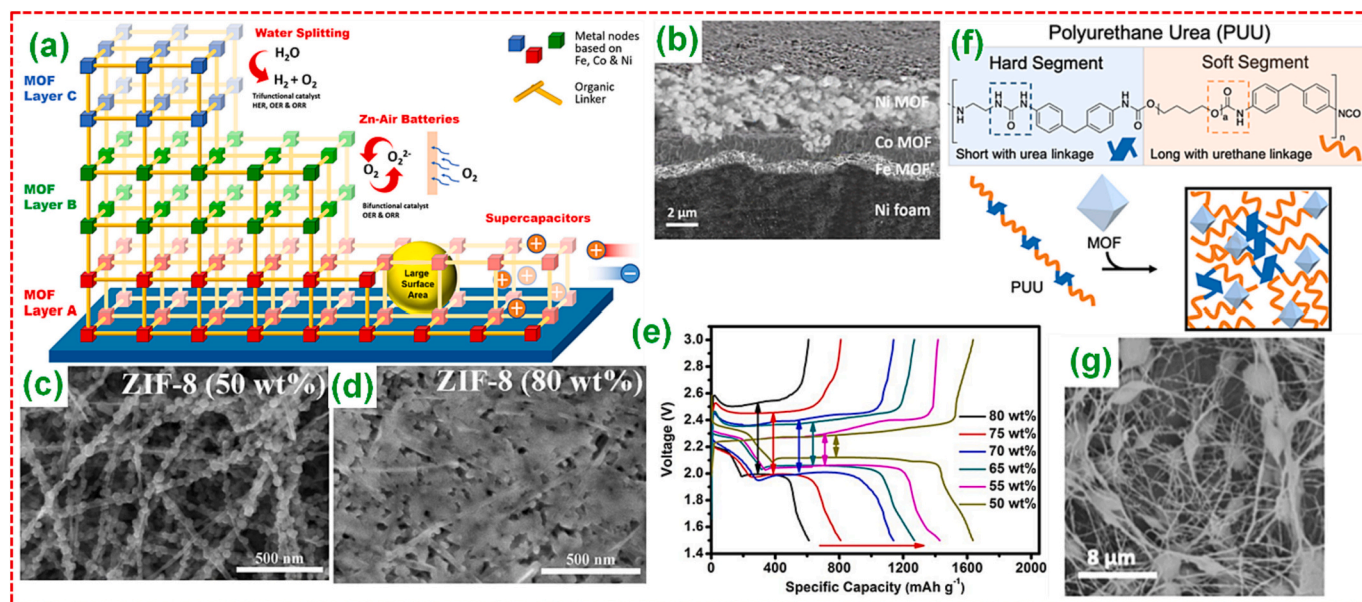 (a)
Water Splitting
H2O
H2 + O2
Trifunctional catalyst
HER, OER & ORR
Metal nodes
based on
Fe, Co & Ni
Organic
Linker
MOF
Layer C
Zn-Air Batteries
O2^2-
O2
O2
Bifunctional catalyst
OER & ORR
MOF
Layer B
Supercapacitors
Large
Surface
Area
MOF
Layer A
(b)
Ni MOF
Co MOF
Fe MOF
Ni foam
2 μm
(f)
Polyurethane Urea (PUU)
Hard Segment
Soft Segment
Short with urea linkage
Long with urethane linkage
NCO
n
a
MOF
PUU
(c)
ZIF-8 (50 wt%)
500 nm
(d)
ZIF-8 (80 wt%)
500 nm
(e)
Voltage (V)
3.0
2.8
2.6
2.4
2.2
2.0
1.8
1.6
1.4
80 wt%
75 wt%
70 wt%
65 wt%
55 wt%
50 wt%
0 400 800 1200 1600 2000
Specific Capacity (mAh g⁻¹)
(g)
8 μm